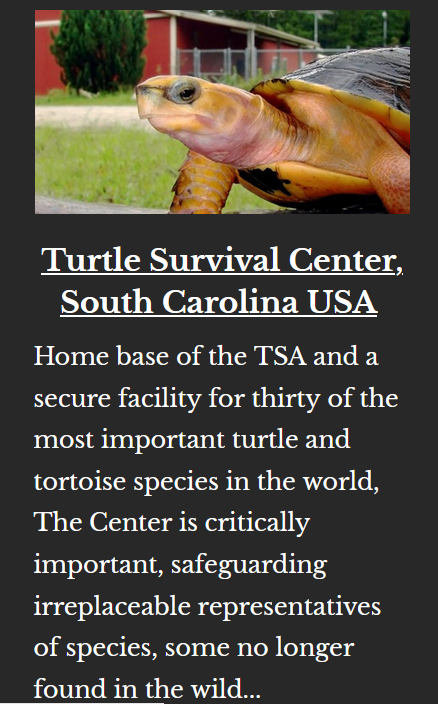 Turtle Survival Center,
South Carolina USA
Home base of the TSA and a
secure facility for thirty of the
most important turtle and
tortoise species in the world,
The Center is critically
important, safeguarding
irreplaceable representatives
of species, some no longer
found in the wild...